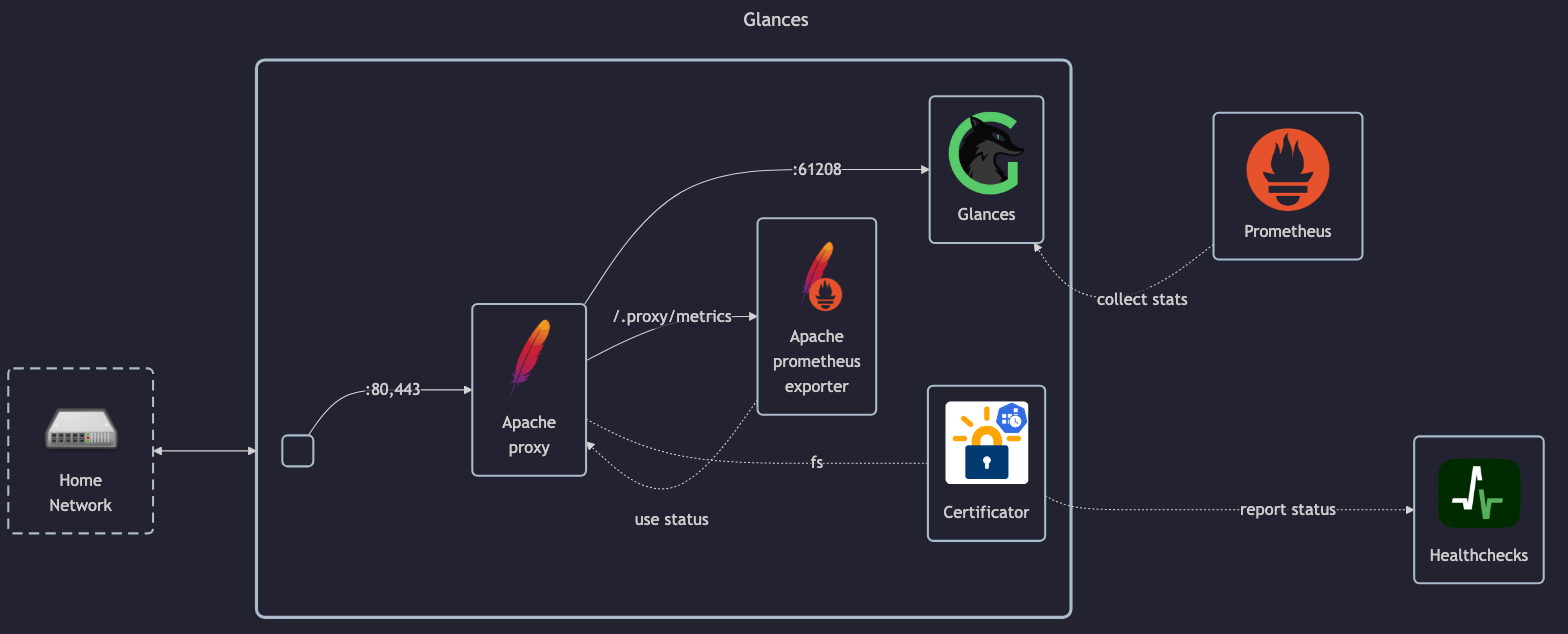 Glances
:61208
Glances
Prometheus
collect stats
/.proxy/metrics
Apache
prometheus
exporter
:80,443
Apache
proxy
Home
Network
fs
use status
Certificator
report status
Healthchecks